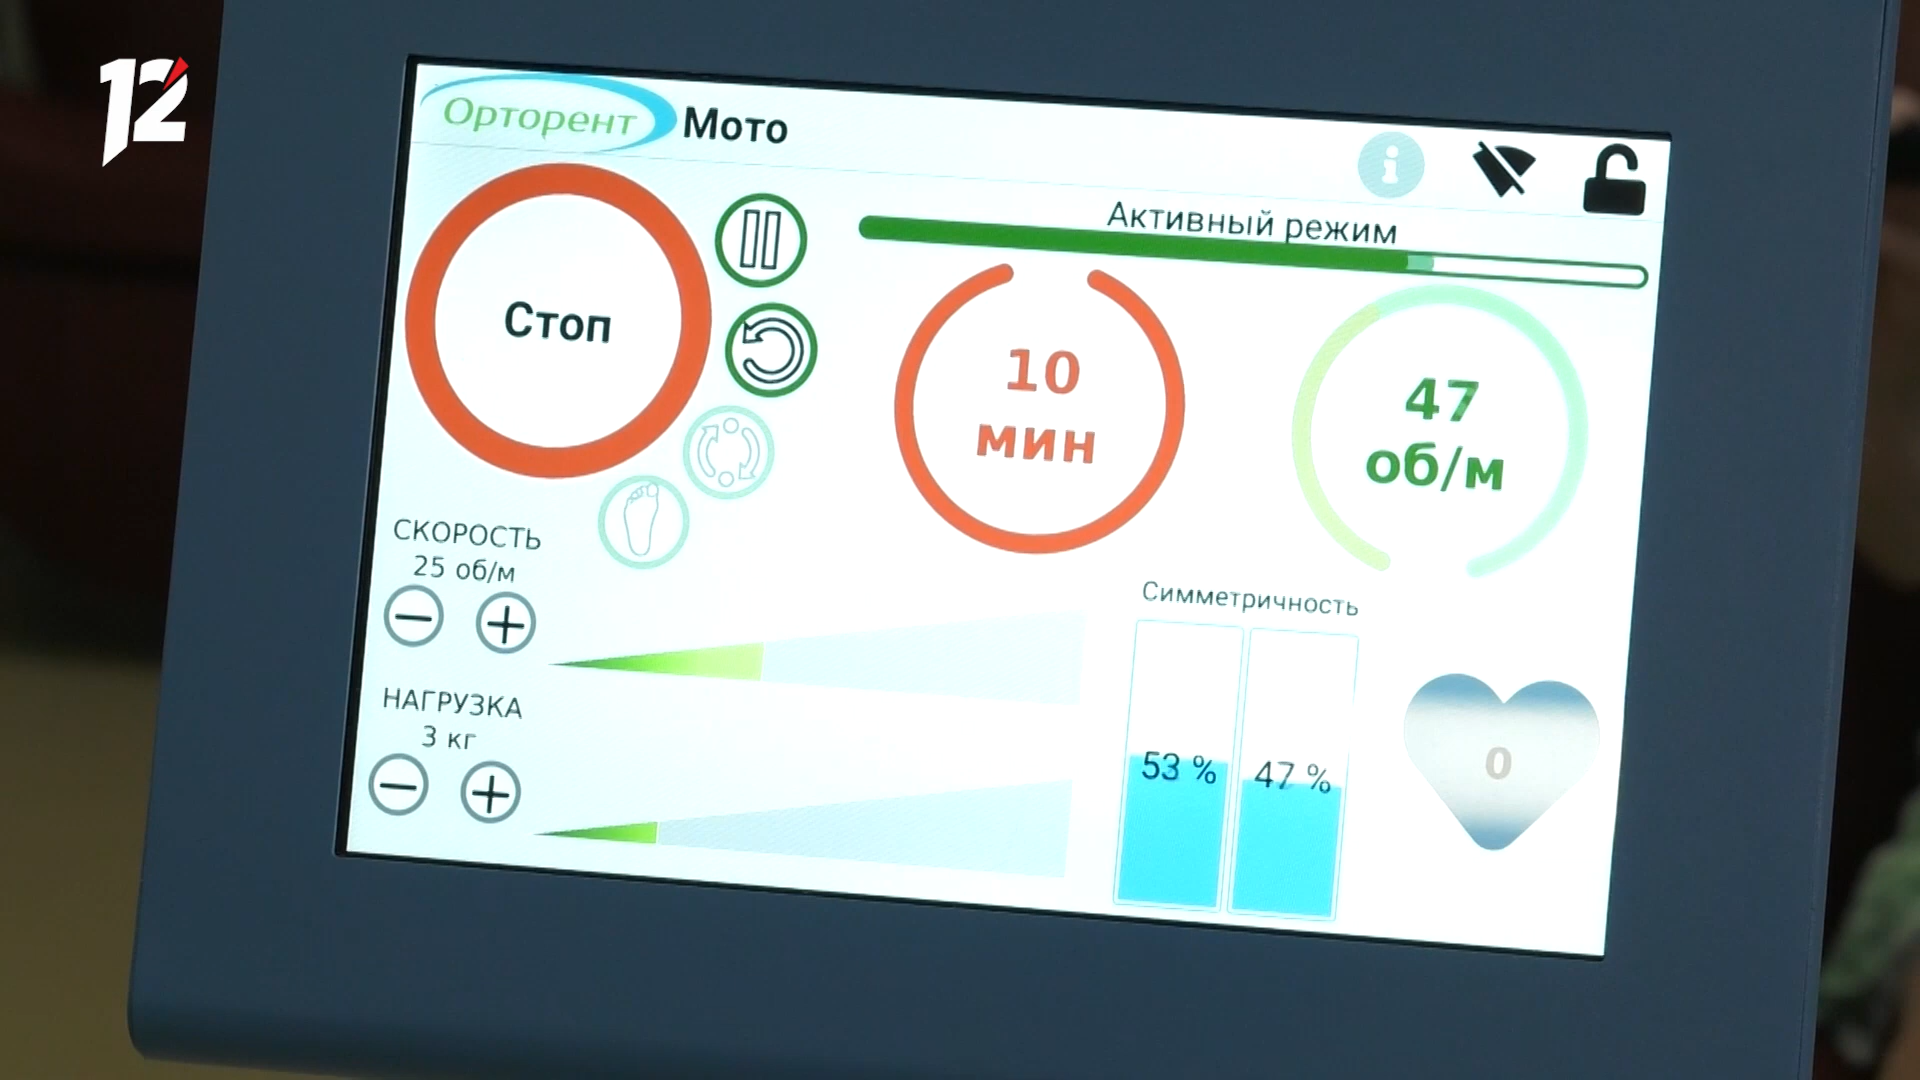 12
Орторент Мото
Активный режим
Стоп
10
мин
47
об/м
СКОРОСТЬ
25 об/м
НАГРУЗКА
3 кг
Симметричность
53 % 47 %
0